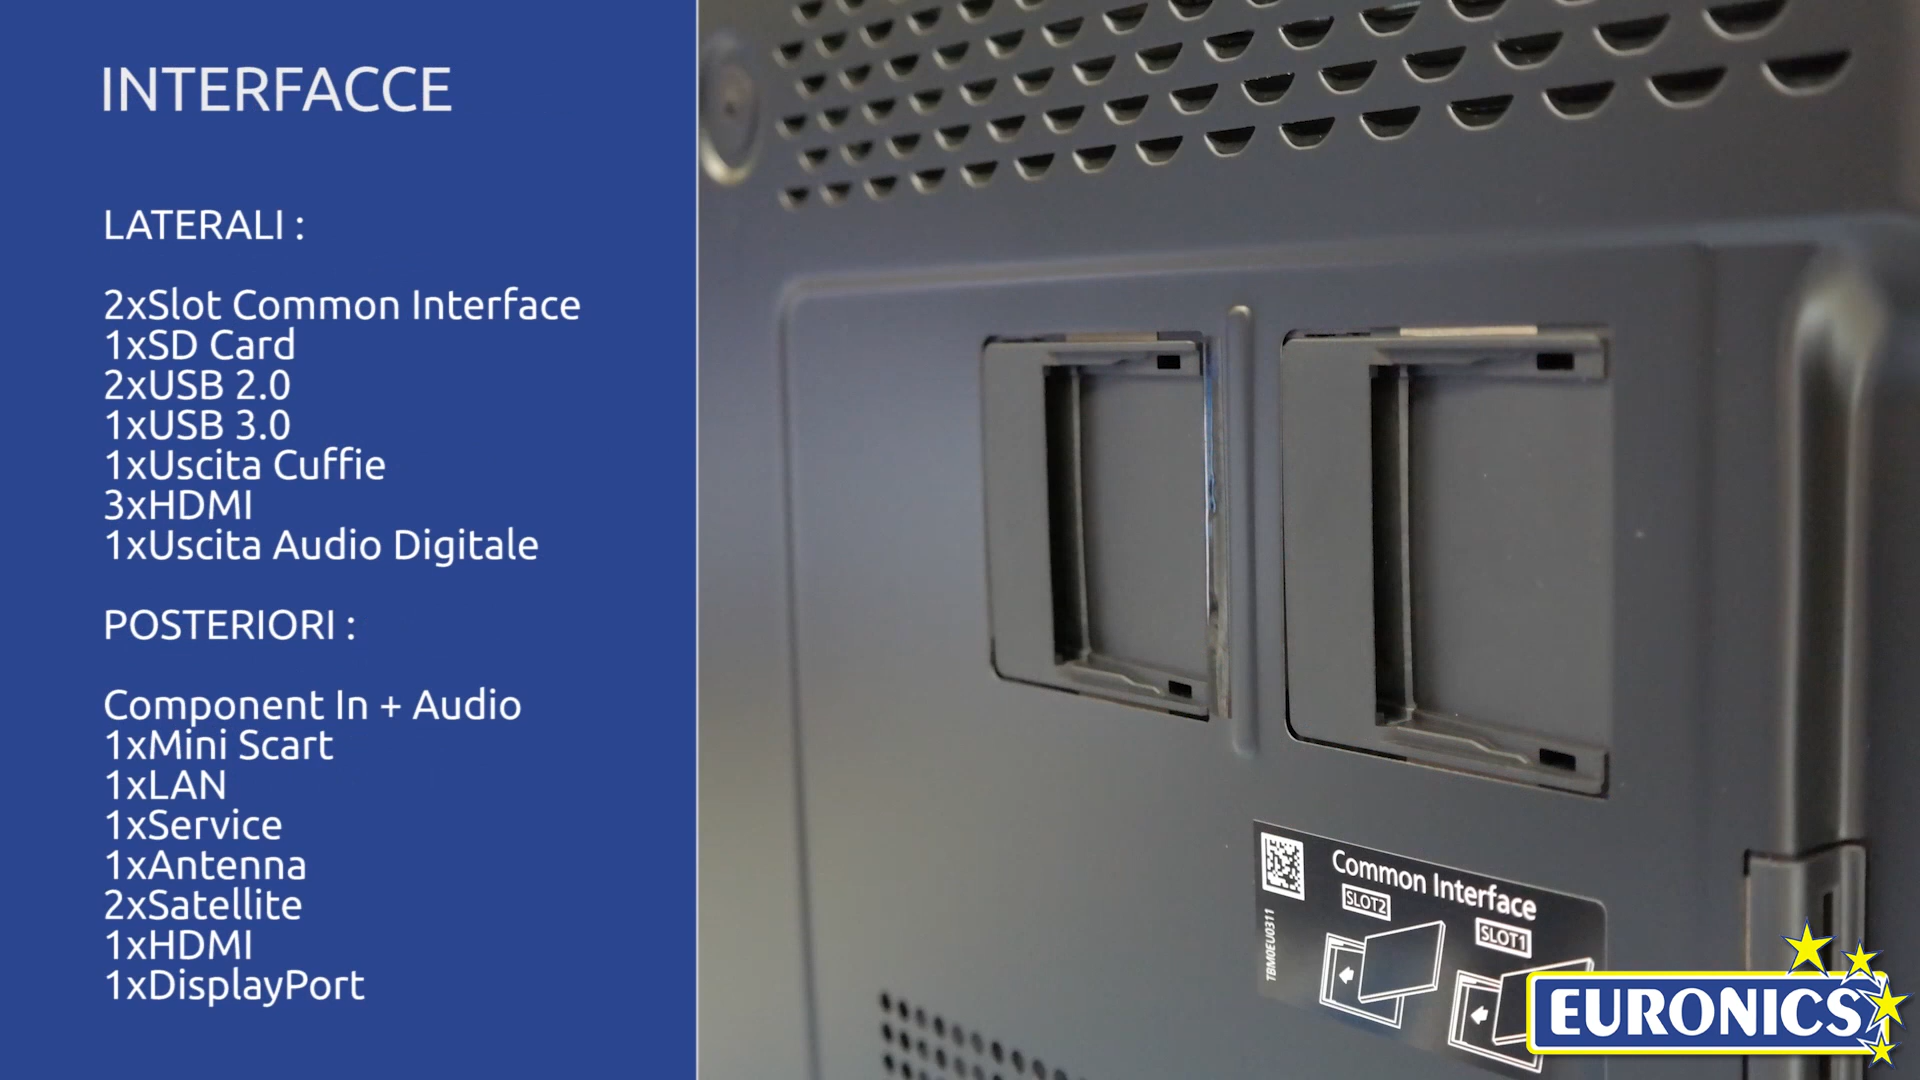 INTERFACCE
LATERALI :
2xSlot Common Interface
1xSD Card
2xUSB 2.0
1xUSB 3.0
1xUscita Cuffie
3xHDMI
1xUscita Audio Digitale
POSTERIORI :
Component In + Audio
1xMini Scart
1xLAN
1xService
1xAntenna
2xSatellite
1xHDMI
1xDisplayPort
Common Interface
SLOT2
SLOT1
TBM0EU0311
EURONICS